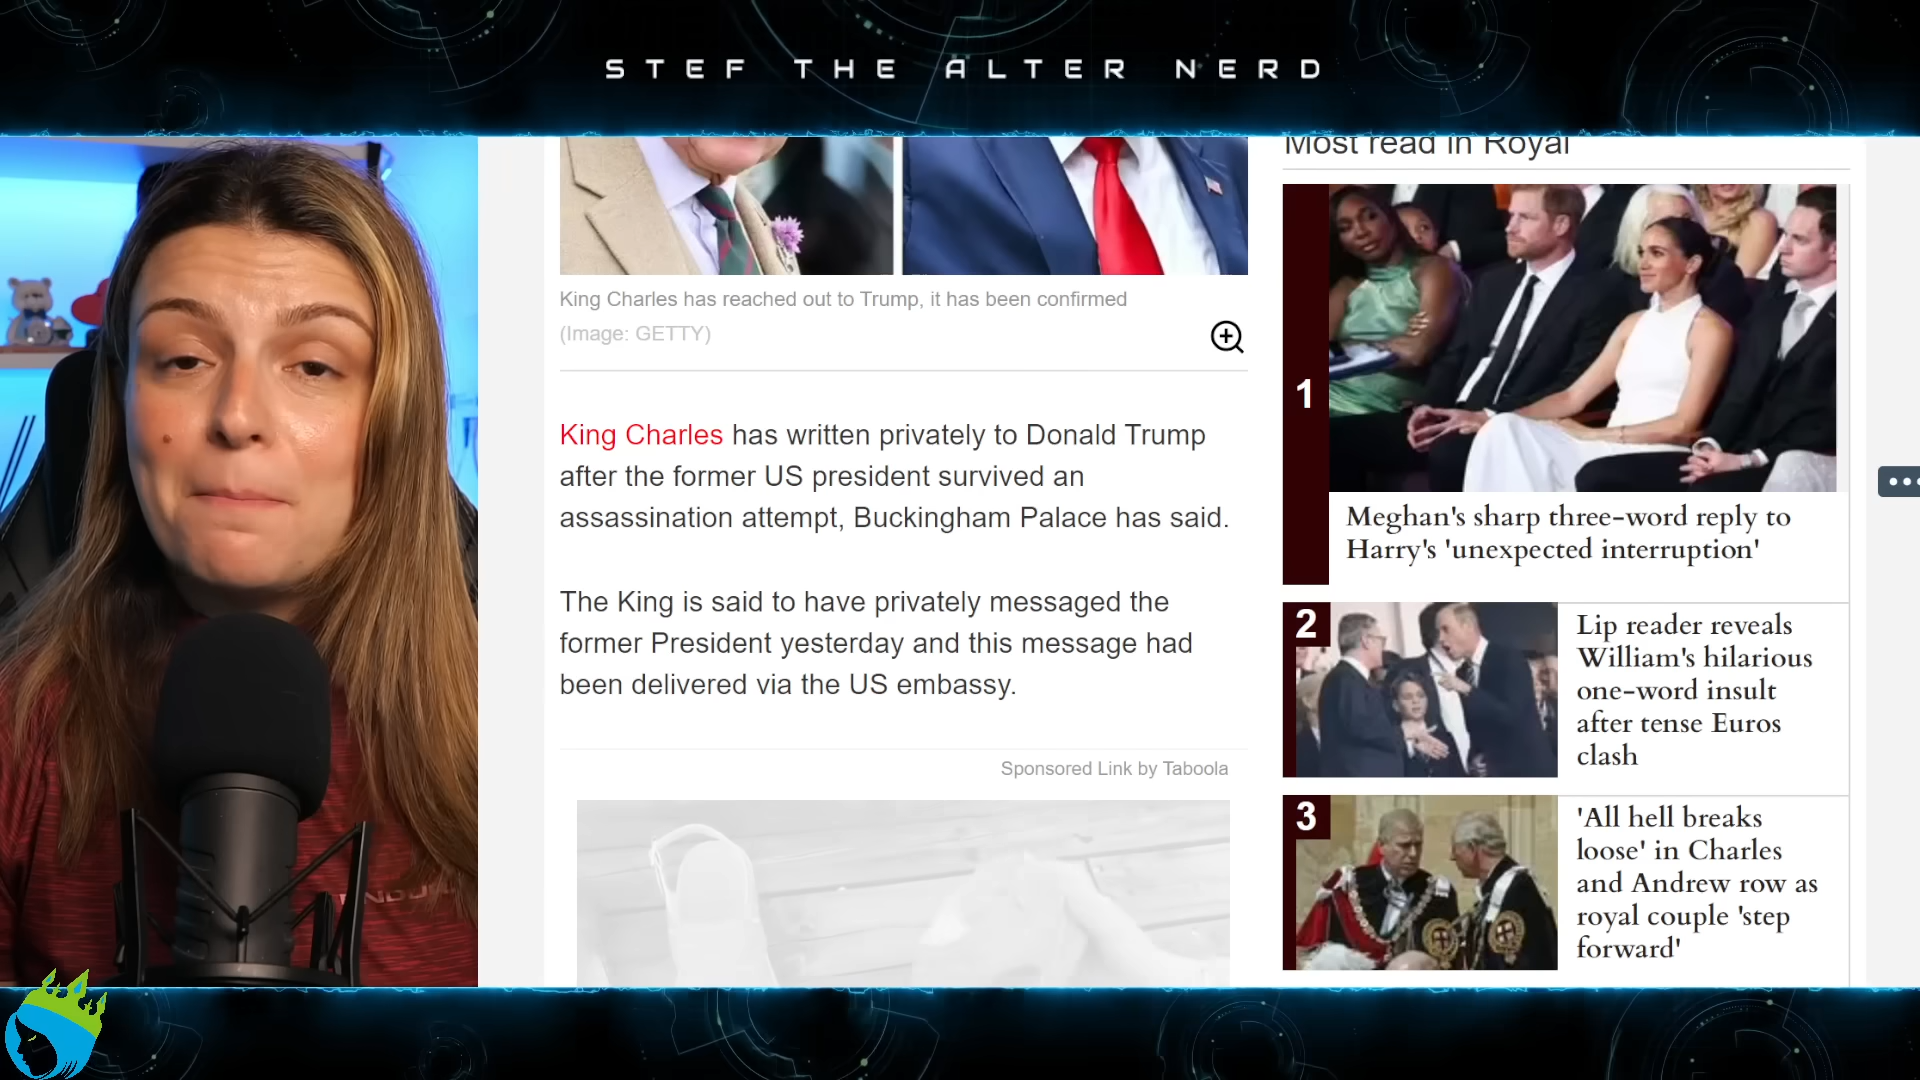 STEF THE ALTER NERD
Most read in Royal
King Charles has reached out to Trump, it has been confirmed
(Image: GETTY)
King Charles has written privately to Donald Trump
after the former US president survived an
assassination attempt, Buckingham Palace has said.
The King is said to have privately messaged the
former President yesterday and this message had
been delivered via the US embassy.
Sponsored Link by Taboola
1
Meghan's sharp three-word reply to
Harry's 'unexpected interruption'
2
Lip reader reveals
William's hilarious
one-word insult
after tense Euros
clash
3
'All hell breaks
loose' in Charles
and Andrew row as
royal couple 'step
forward'